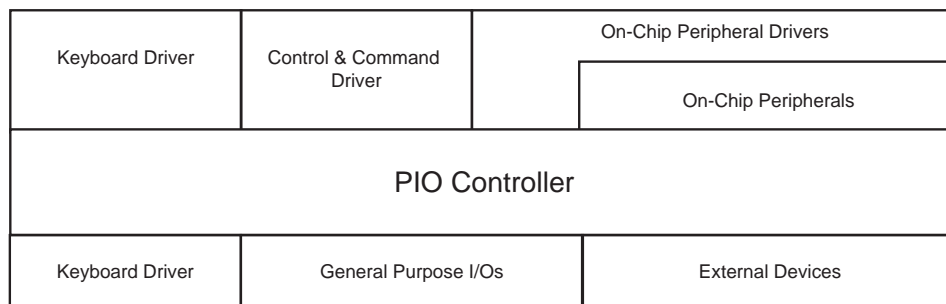 On-Chip Peripheral Drivers
Keyboard Driver
Control & Command
Driver
On-Chip Peripherals
PIO Controller
Keyboard Driver
General Purpose I/Os
External Devices